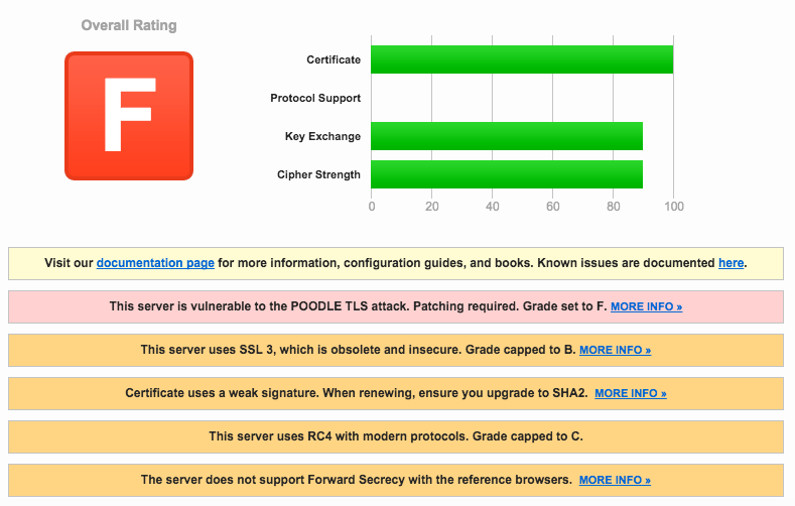 Overall Rating
F
Certificate
Protocol Support
Key Exchange
Cipher Strength
0 20 40 60 80 100
Visit our documentation page for more information, configuration guides, and books. Known issues are documented here.
This server is vulnerable to the POODLE TLS attack. Patching required. Grade set to F. MORE INFO »
This server uses SSL 3, which is obsolete and insecure. Grade capped to B. MORE INFO »
Certificate uses a weak signature. When renewing, ensure you upgrade to SHA2. MORE INFO »
This server uses RC4 with modern protocols. Grade capped to C.
The server does not support Forward Secrecy with the reference browsers. MORE INFO »